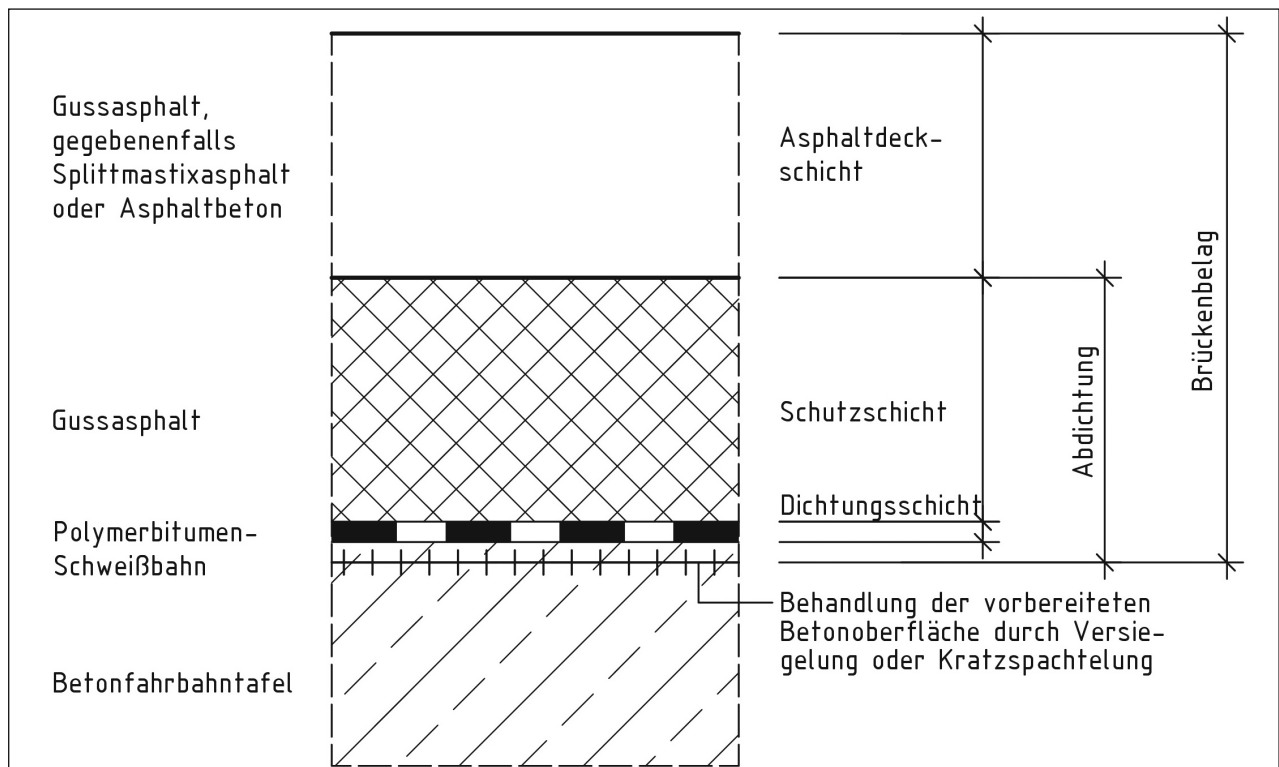 Gussasphalt,
gegebenenfalls
Splittmastixasphalt
oder Asphaltbeton
Asphaltdeck-
schicht
Brückenbelag
Gussasphalt
Schutzschicht
Abdichtung
Dichtungsschicht
Polymerbitumen-
Schweißbahn
Behandlung der vorbereiteten
Betonoberfläche durch Versie-
gelung oder Kratzspachtelung
Betonfahrbahntafel